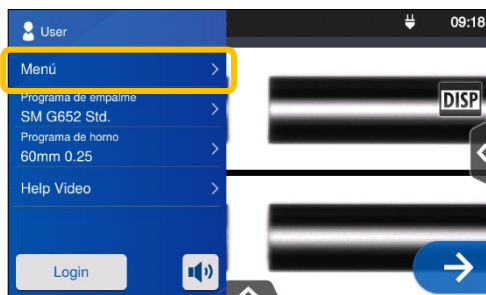 User
09:18
Menú
Programa de empalme
SM G652 Std.
DISP
Programa de horno
60mm 0.25
Help Video
Login